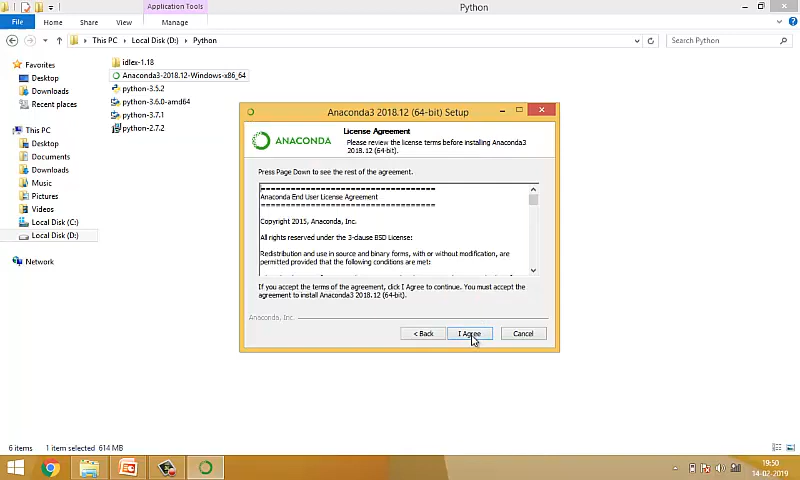 Application Tools
Python
File
Home
Share
View
Manage
This PC
Local Disk (D:)
Python
Search Python
Favorites
Desktop
Downloads
Recent places
This PC
Desktop
Documents
Downloads
Music
Pictures
Videos
Local Disk (C:)
Local Disk (D:)
Network
idlex-1.18
Anaconda3-2018.12-Windows-x86_64
python-3.5.2
python-3.6.0-amd64
python-3.7.1
python-2.7.2
Anaconda3 2018.12 (64-bit) Setup
ANACONDA
License Agreement
Please review the license terms before installing Anaconda3
2018.12 (64-bit).
Press Page Down to see the rest of the agreement.
===================================
Anaconda End User License Agreement
===================================
Copyright 2015, Anaconda, Inc.
All rights reserved under the 3-clause BSD License:
Redistribution and use in source and binary forms, with or without modification, are
permitted provided that the following conditions are met:
If you accept the terms of the agreement, click I Agree to continue. You must accept the
agreement to install Anaconda3 2018.12 (64-bit).
Anaconda, Inc.
< Back
I Agree
Cancel
6 items
1 item selected 614 MB
19:50
14-02-2019